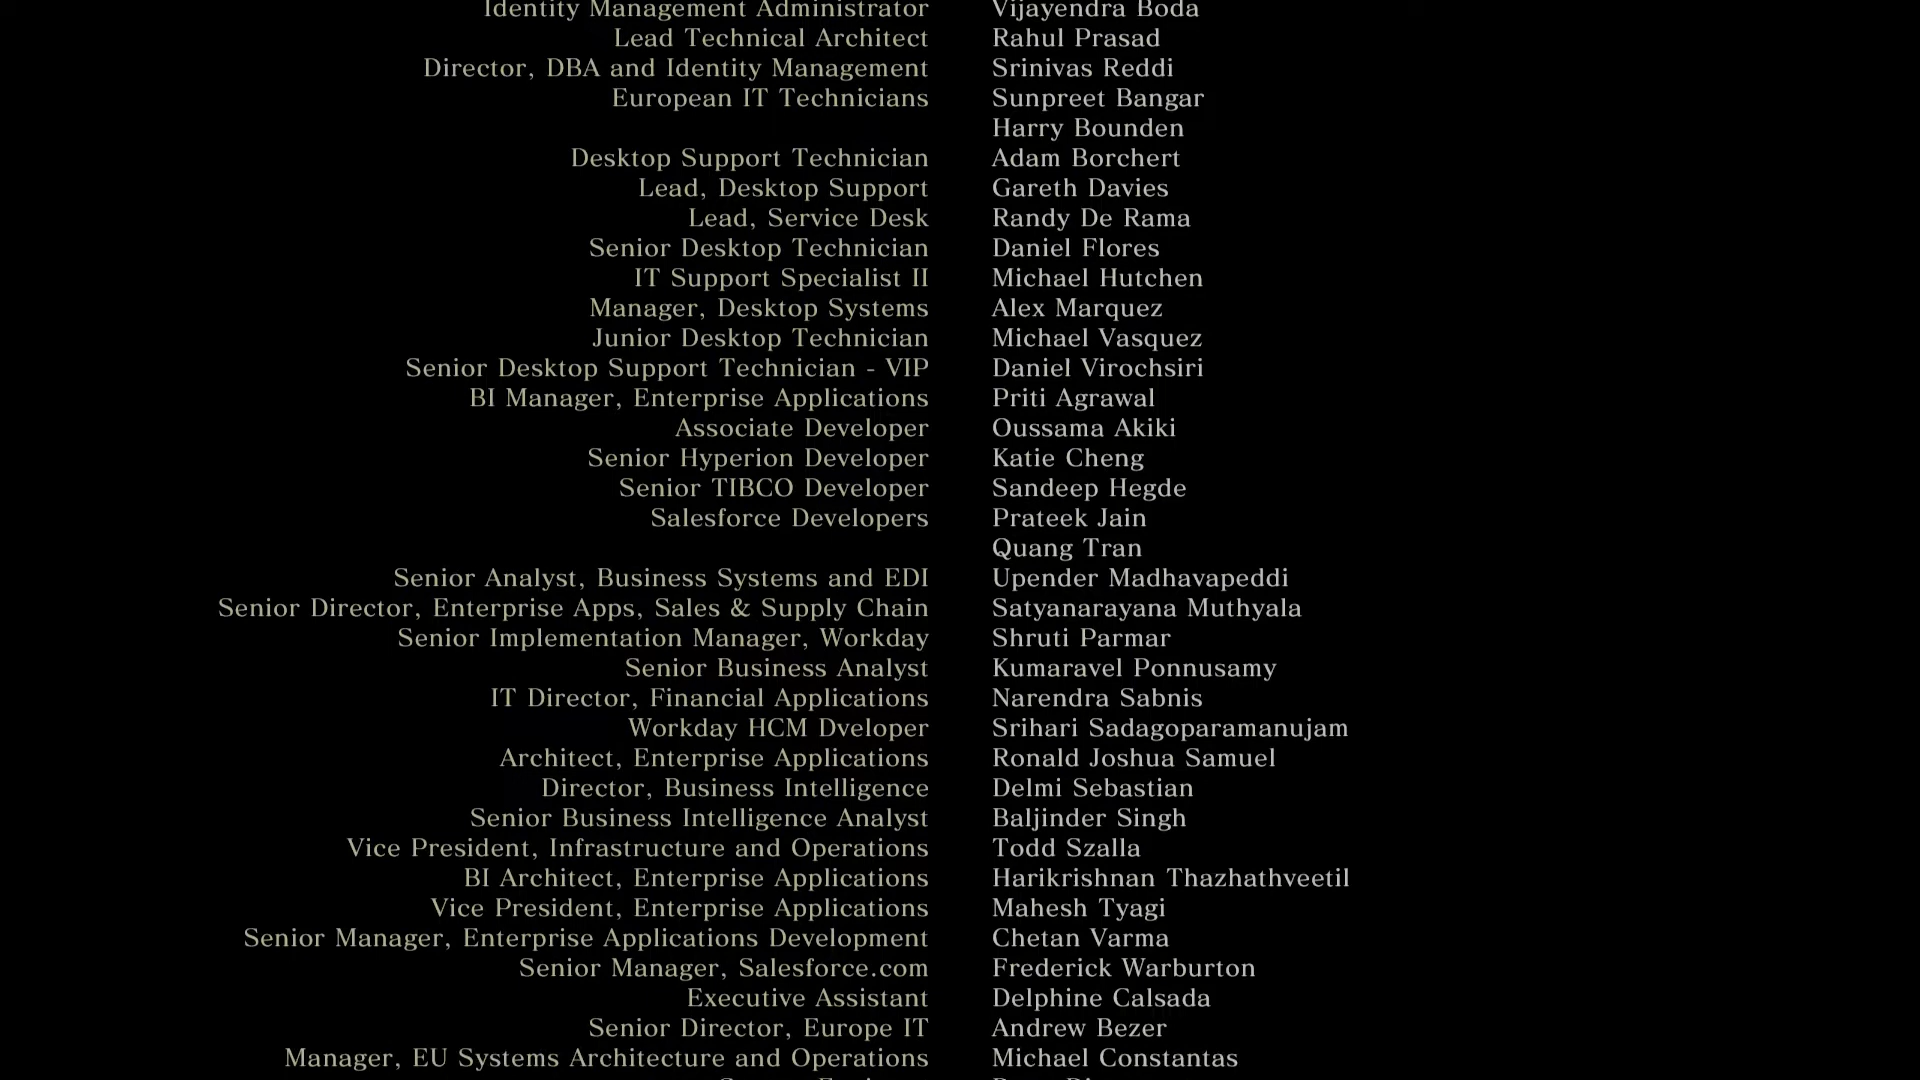 Identity Management Administrator Vijayendra Boda
Lead Technical Architect Rahul Prasad
Director, DBA and Identity Management Srinivas Reddi
European IT Technicians Sunpreet Bangar
Harry Bounden
Desktop Support Technician Adam Borchert
Lead, Desktop Support Gareth Davies
Lead, Service Desk Randy De Rama
Senior Desktop Technician Daniel Flores
IT Support Specialist II Michael Hutchen
Manager, Desktop Systems Alex Marquez
Junior Desktop Technician Michael Vasquez
Senior Desktop Support Technician - VIP Daniel Virochsiri
BI Manager, Enterprise Applications Priti Agrawal
Associate Developer Oussama Akiki
Senior Hyperion Developer Katie Cheng
Senior TIBCO Developer Sandeep Hegde
Salesforce Developers Prateek Jain
Quang Tran
Senior Analyst, Business Systems and EDI Upender Madhavapeddi
Senior Director, Enterprise Apps, Sales & Supply Chain Satyanarayana Muthyala
Senior Implementation Manager, Workday Shruti Parmar
Senior Business Analyst Kumaravel Ponnusamy
IT Director, Financial Applications Narendra Sabnis
Workday HCM Dveloper Srihari Sadagoparamanujam
Architect, Enterprise Applications Ronald Joshua Samuel
Director, Business Intelligence Delmi Sebastian
Senior Business Intelligence Analyst Baljinder Singh
Vice President, Infrastructure and Operations Todd Szalla
BI Architect, Enterprise Applications Harikrishnan Thazhathveetil
Vice President, Enterprise Applications Mahesh Tyagi
Senior Manager, Enterprise Applications Development Chetan Varma
Senior Manager, Salesforce.com Frederick Warburton
Executive Assistant Delphine Calsada
Senior Director, Europe IT Andrew Bezer
Manager, EU Systems Architecture and Operations Michael Constantas